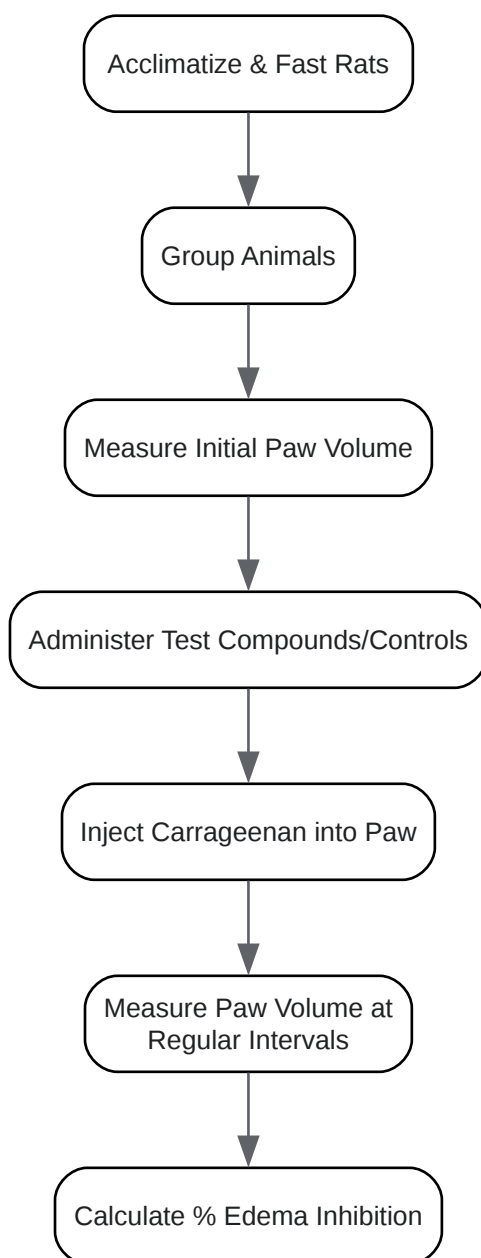 Acclimatize & Fast Rats
Group Animals
Measure Initial Paw Volume
Administer Test Compounds/Controls
Inject Carrageenan into Paw
Measure Paw Volume at
Regular Intervals
Calculate % Edema Inhibition